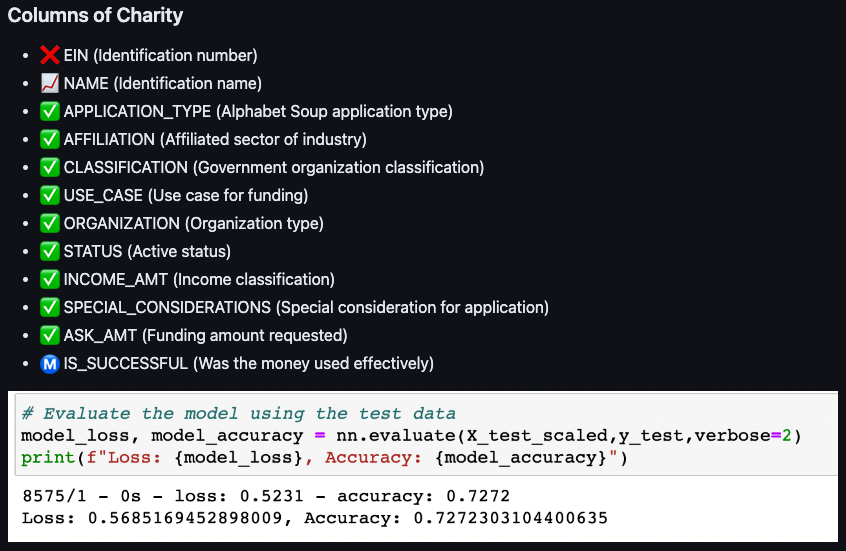 Columns of Charity
• ❌ EIN (Identification number)
• 📈 NAME (Identification name)
• ✅ APPLICATION_TYPE (Alphabet Soup application type)
• ✅ AFFILIATION (Affiliated sector of industry)
• ✅ CLASSIFICATION (Government organization classification)
• ✅ USE_CASE (Use case for funding)
• ✅ ORGANIZATION (Organization type)
• ✅ STATUS (Active status)
• ✅ INCOME_AMT (Income classification)
• ✅ SPECIAL_CONSIDERATIONS (Special consideration for application)
• ✅ ASK_AMT (Funding amount requested)
• Ⓜ️ IS_SUCCESSFUL (Was the money used effectively)
# Evaluate the model using the test data
model_loss, model_accuracy = nn.evaluate(X_test_scaled,y_test,verbose=2)
print(f"Loss: {model_loss}, Accuracy: {model_accuracy}")
8575/1 - 0s - loss: 0.5231 - accuracy: 0.7272
Loss: 0.5685169452898009, Accuracy: 0.7272303104400635